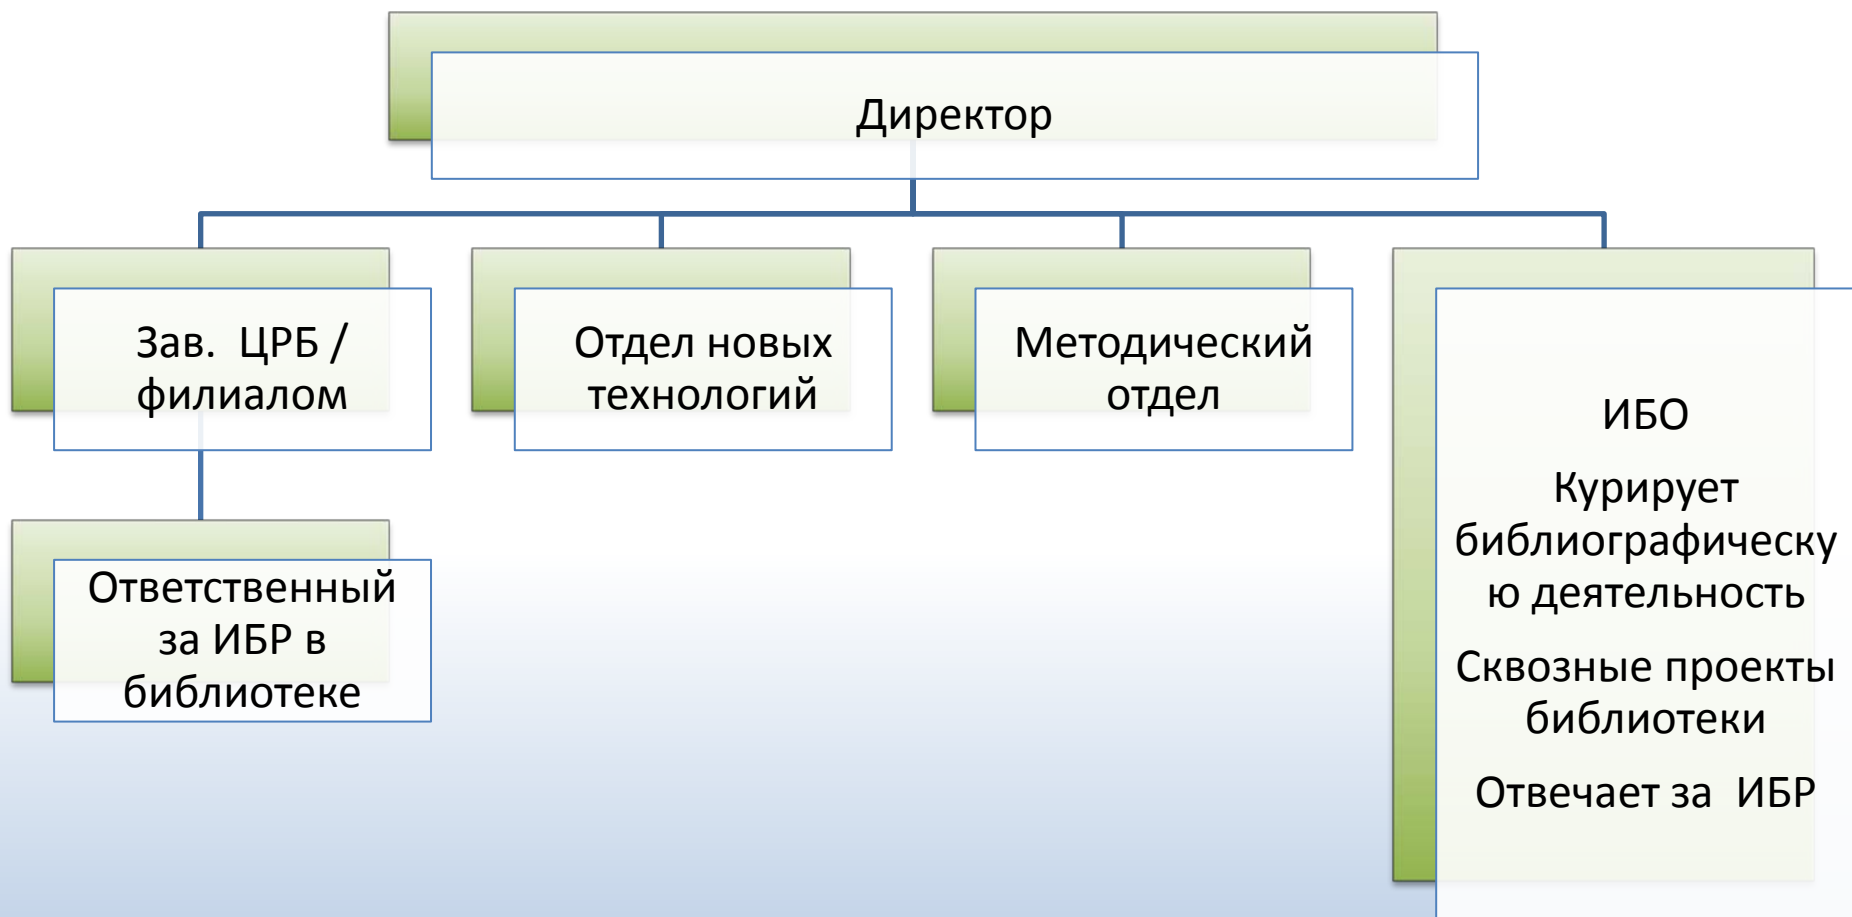 Директор
Зав. ЦРБ /
филиалом
Отдел новых
технологий
Методический
отдел
ИБО
Курирует
библиографическу
ю деятельность
Сквозные проекты
библиотеки
Отвечает за ИБР
Ответственный
за ИБР в
библиотеке